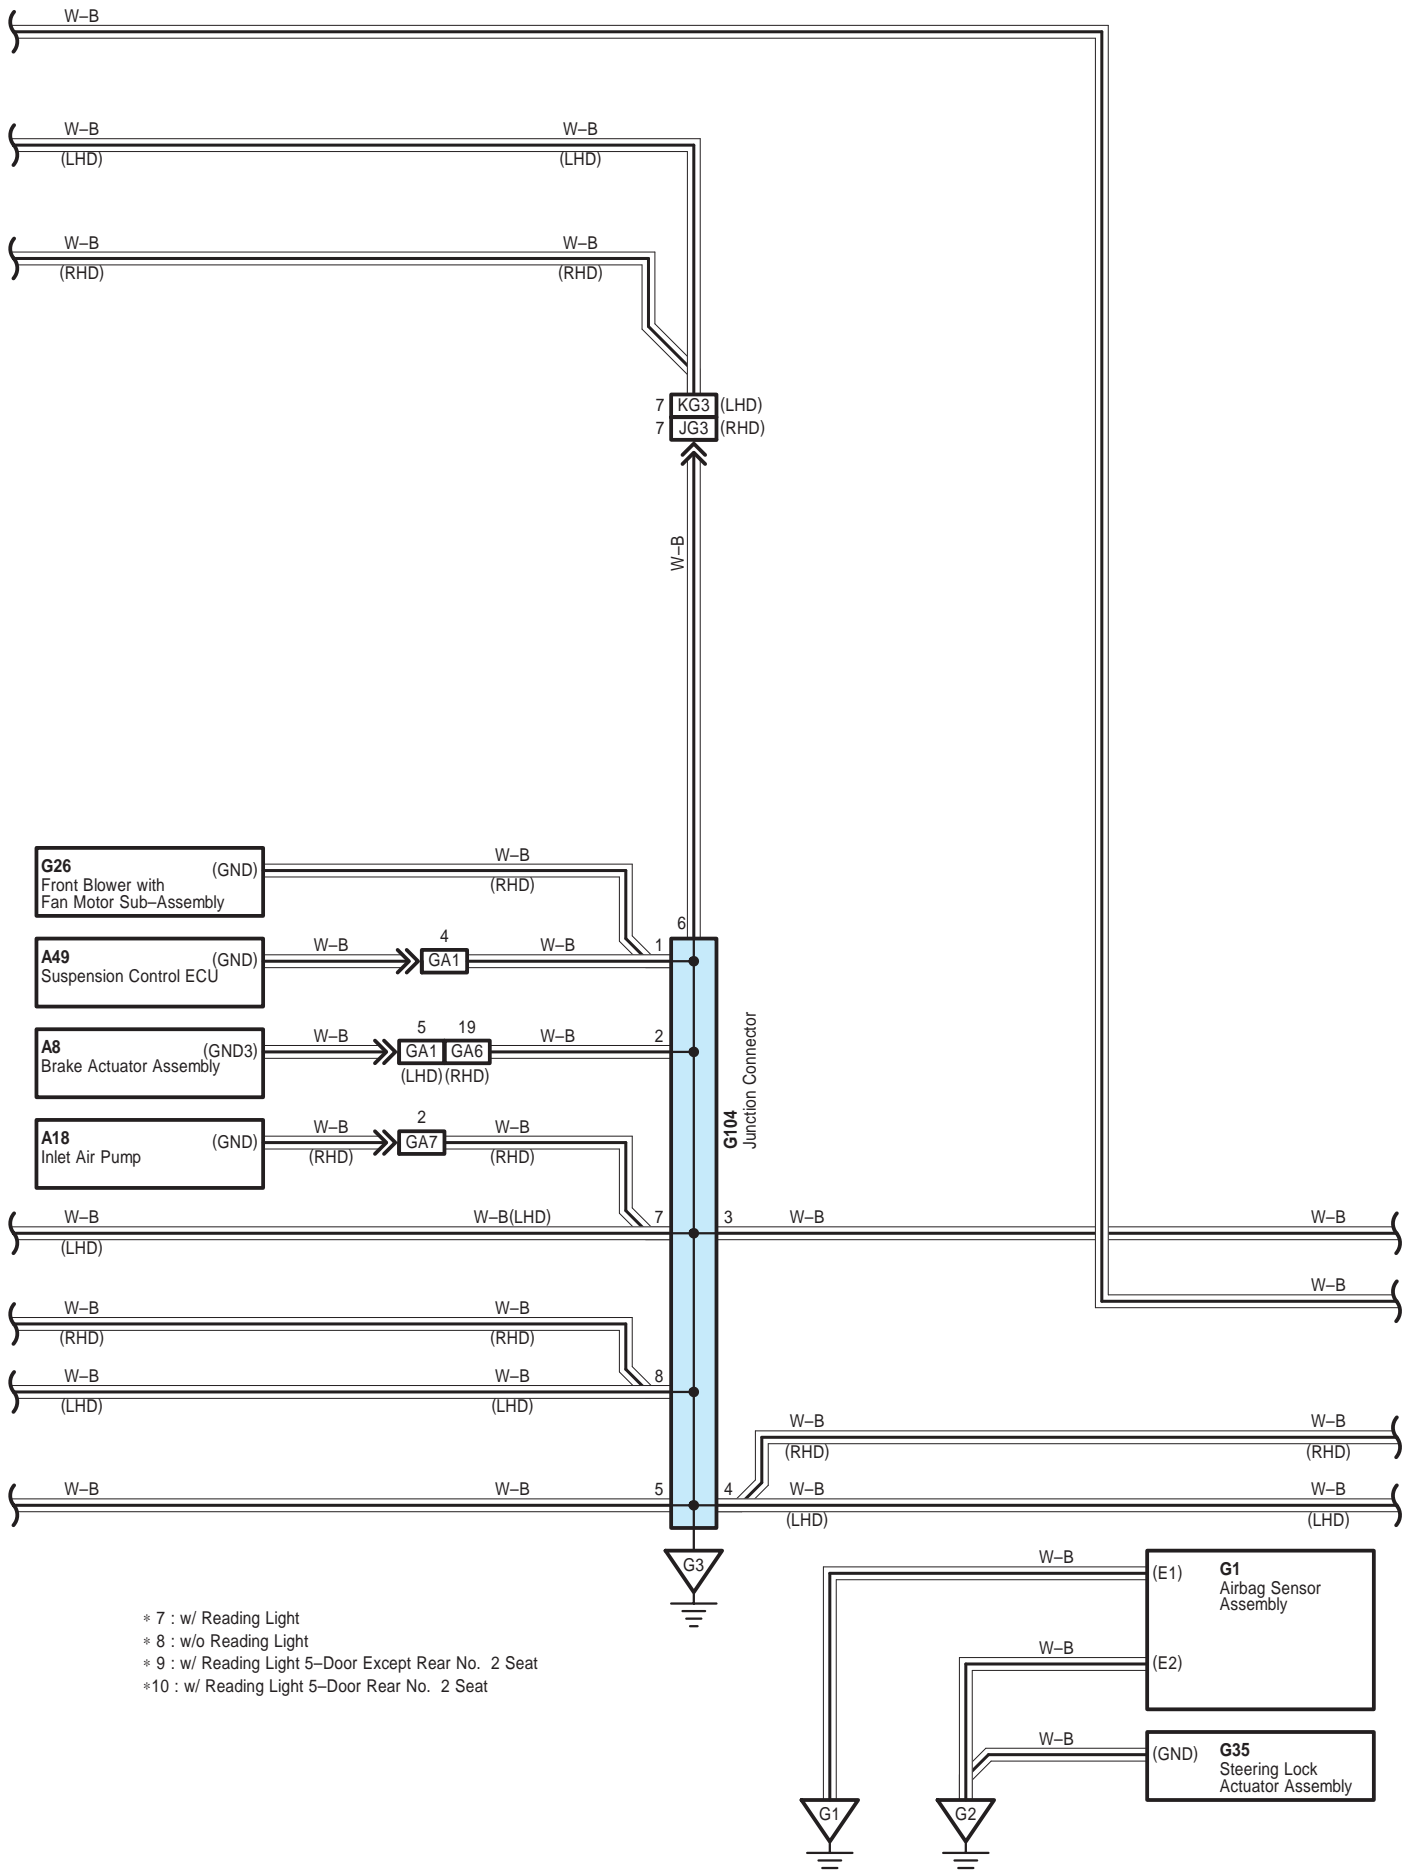 W–B
W–B
W–B
(LHD)
(LHD)
W–B
W–B
(RHD)
(RHD)
7 KG3 (LHD)
7 JG3 (RHD)
W–B
G26
(GND)
Front Blower with
Fan Motor Sub–Assembly
W–B
(RHD)
6
A49
(GND)
Suspension Control ECU
W–B
4
GA1
W–B
1
A8
(GND3)
Brake Actuator Assembly
W–B
5
19
GA1
GA6
(LHD)
(RHD)
W–B
2
G104
Junction Connector
A18
(GND)
Inlet Air Pump
W–B
(RHD)
2
GA7
W–B
(RHD)
W–B
(LHD)
W–B(LHD)
7
3
W–B
W–B
W–B
W–B
(RHD)
W–B
(RHD)
W–B
(LHD)
W–B
(LHD)
8
W–B
(RHD)
W–B
(RHD)
W–B
W–B
5
4
W–B
(LHD)
W–B
(LHD)
G3
W–B
(E1)
G1
Airbag Sensor
Assembly
W–B
(E2)
W–B
(GND)
G35
Steering Lock
Actuator Assembly
G1
G2
* 7 : w/ Reading Light
* 8 : w/o Reading Light
* 9 : w/ Reading Light 5–Door Except Rear No. 2 Seat
*10 : w/ Reading Light 5–Door Rear No. 2 Seat